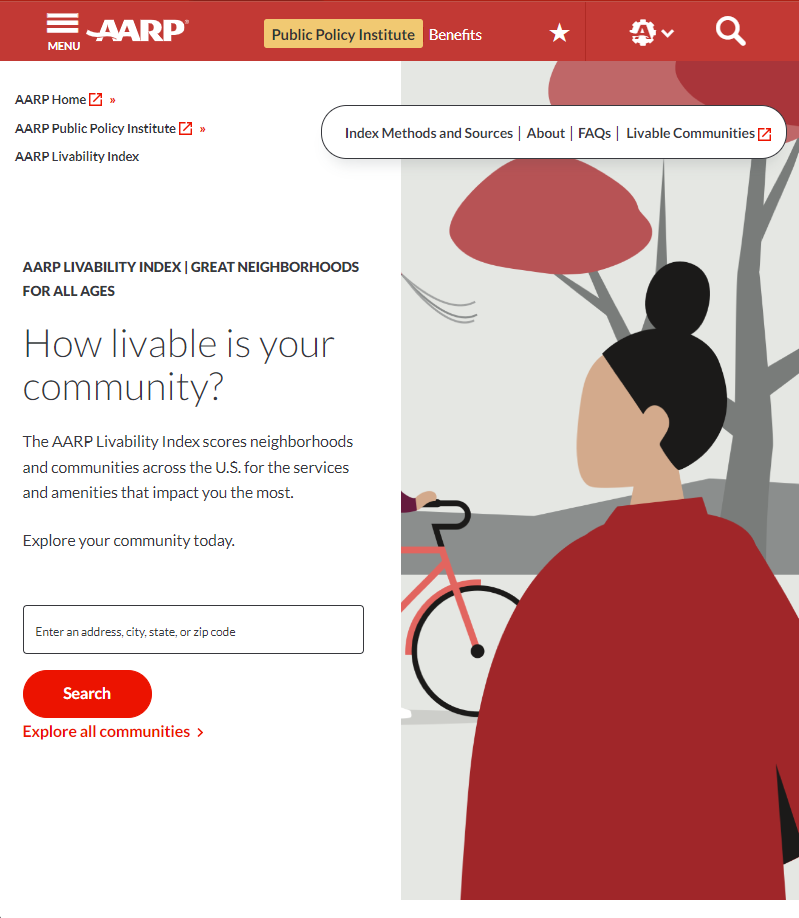 MENU
AARP®
Public Policy Institute
Benefits
A
AARP Home »
AARP Public Policy Institute »
AARP Livability Index
Index Methods and Sources | About | FAQs | Livable Communities
AARP LIVABILITY INDEX | GREAT NEIGHBORHOODS
FOR ALL AGES
How livable is your
community?
The AARP Livability Index scores neighborhoods
and communities across the U.S. for the services
and amenities that impact you the most.
Explore your community today.
Enter an address, city, state, or zip code
Search
Explore all communities >